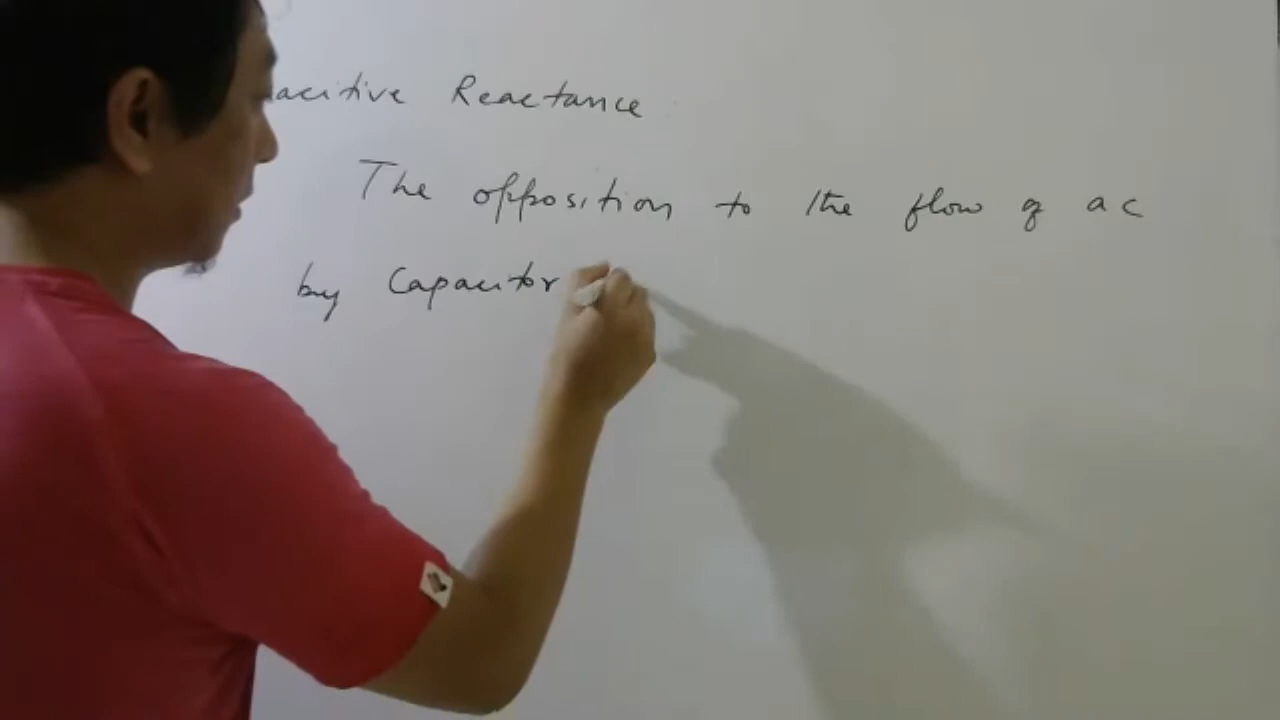 acitive Reactance
The opposition to the flow of ac
by Capacitor